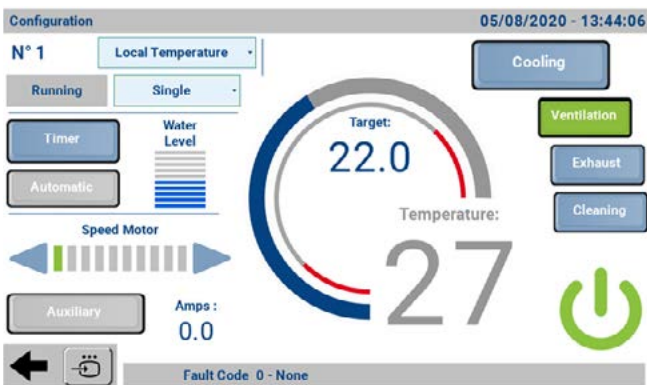 Configuration
05/08/2020 - 13:44:06
N° 1
Local Temperature
Cooling
Running
Single
Timer
Water
Level
Target:
22.0
Ventilation
Automatic
Exhaust
Temperature:
27
Cleaning
Speed Motor
Auxiliary
Amps :
0.0
Fault Code 0 - None